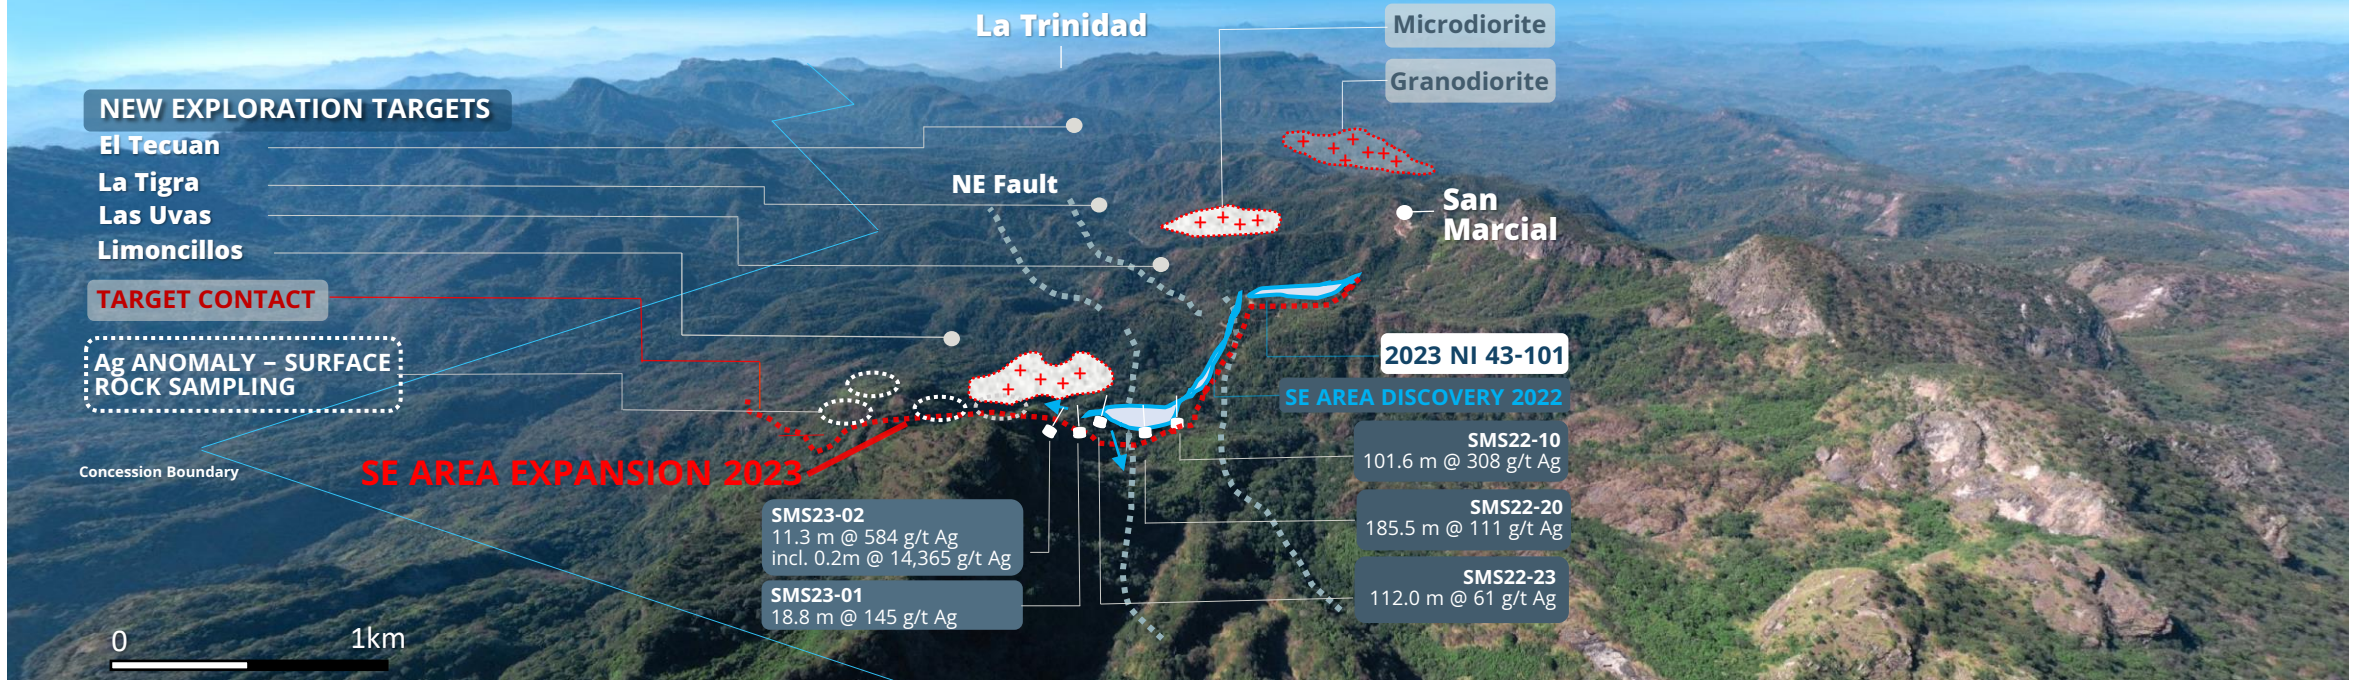 La Trinidad
Microdiorite
Granodiorite
NEW EXPLORATION TARGETS
El Tecuan
La Tigra
Las Uvas
Limoncillos
NE Fault
San
Marcial
TARGET CONTACT
Ag ANOMALY – SURFACE
ROCK SAMPLING
2023 NI 43-101
SE AREA DISCOVERY 2022
Concession Boundary
SE AREA EXPANSION 2023
SMS22-10
101.6 m @ 308 g/t Ag
SMS22-20
185.5 m @ 111 g/t Ag
SMS22-23
112.0 m @ 61 g/t Ag
SMS23-02
11.3 m @ 584 g/t Ag
incl. 0.2m @ 14,365 g/t Ag
SMS23-01
18.8 m @ 145 g/t Ag
0 1km